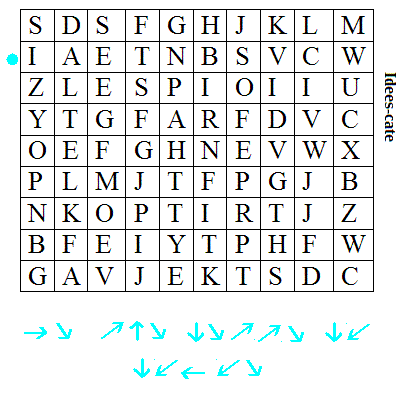 S D S F G H J K L M
I A E T N B S V C W
Z L E S P I O I I U
Y T G F A R F D V C
O E F G H N E V W X
P L M J T F P G J B
N K O P T I R T J Z
B F E I Y T P H F W
G A V J E K T S D C
Idees-cate